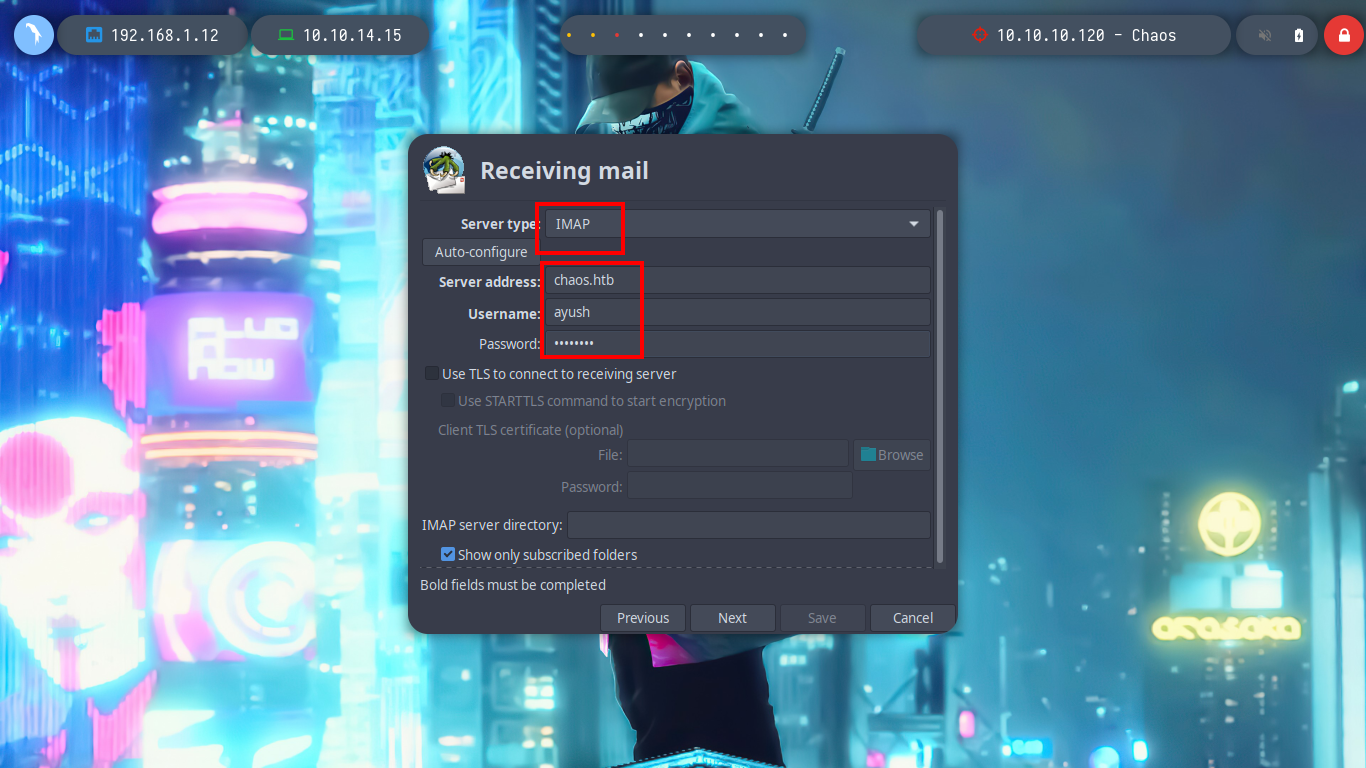 192.168.1.12
10.10.14.15
10.10.10.120 - Chaos
Receiving mail
Server type: IMAP
Auto-configure
Server address: chaos.htb
Username: ayush
Password: ••••••••
Use TLS to connect to receiving server
Use STARTTLS command to start encryption
Client TLS certificate (optional)
File:
Browse
Password:
IMAP server directory:
Show only subscribed folders
Bold fields must be completed
Previous
Next
Save
Cancel
arasaka